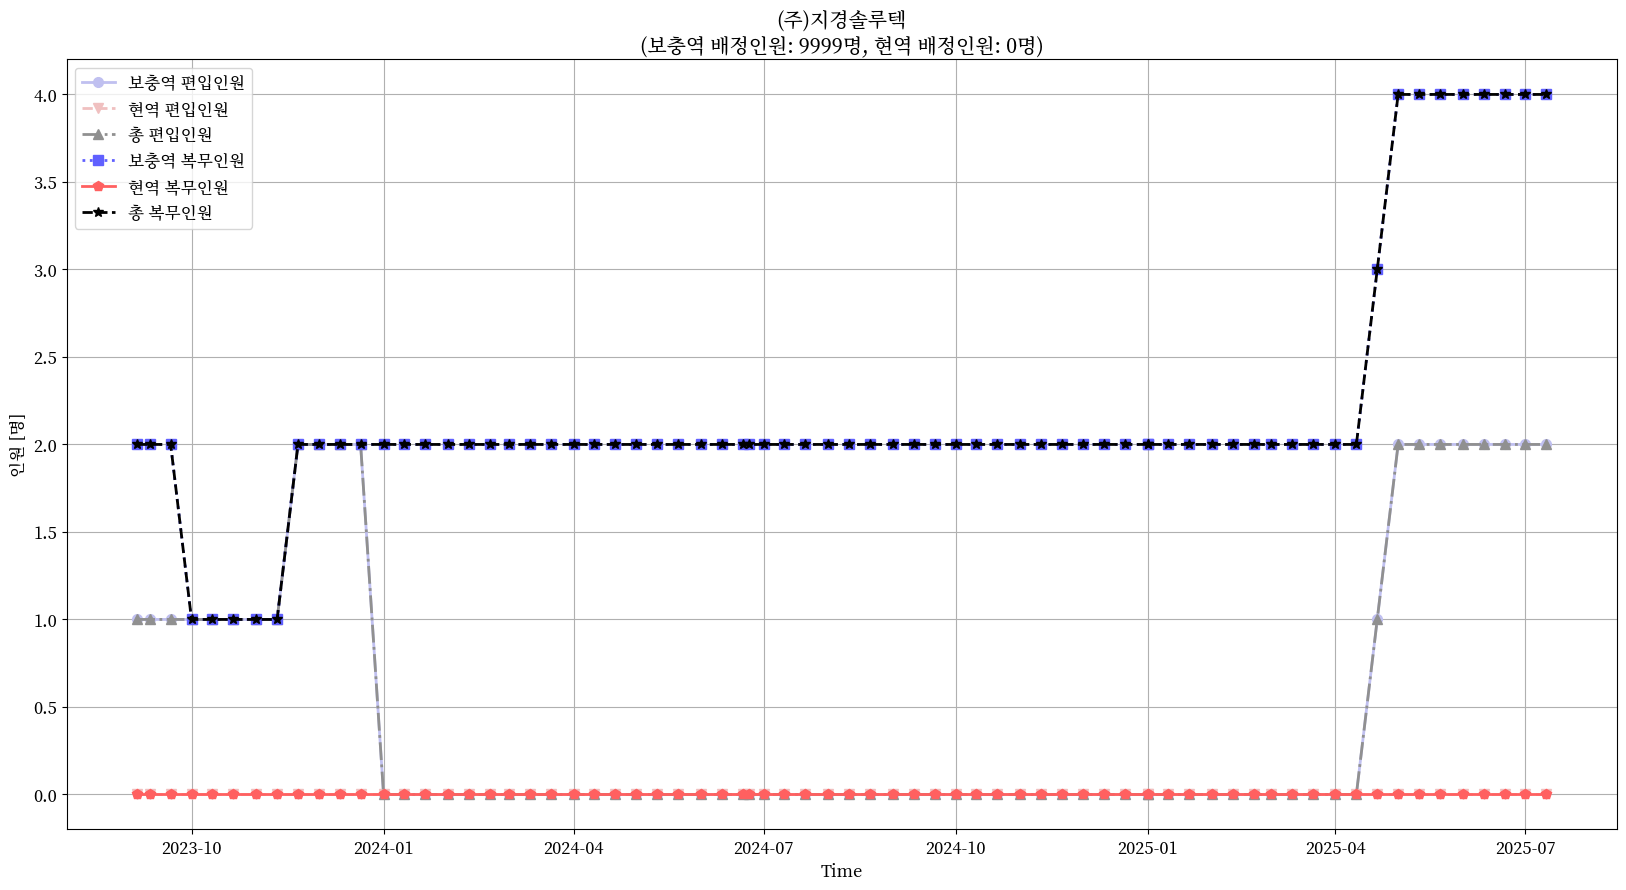 (주)지경솔루텍
(보충역 배정인원: 9999명, 현역 배정인원: 0명)
보충역 편입인원
현역 편입인원
총 편입인원
보충역 복무인원
현역 복무인원
총 복무인원
4.0
3.5
3.0
2.5
2.0
1.5
1.0
0.5
0.0
인원 [명]
2023-10
2024-01
2024-04
2024-07
2024-10
2025-01
2025-04
2025-07
Time